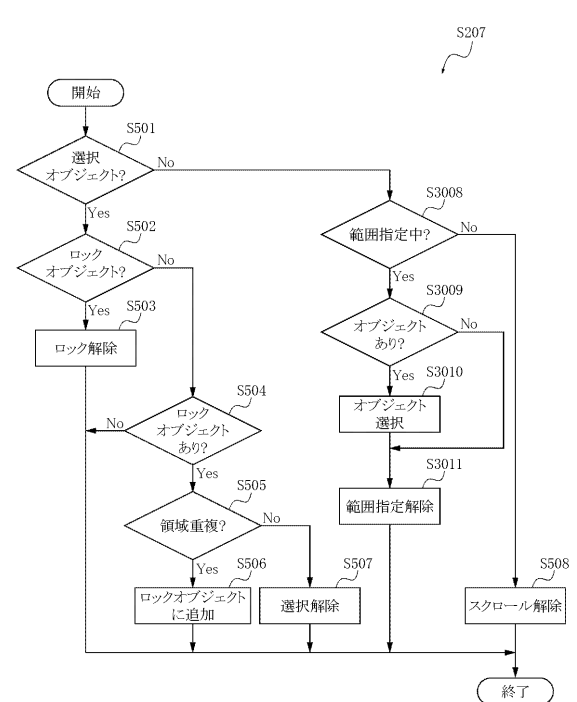 S207
開始
S501
選択
オブジェクト?
No
Yes
S502
ロック
オブジェクト?
No
Yes
S503
ロック解除
S504
ロック
オブジェクト
あり?
No
Yes
S505
領域重複?
No
Yes
S506
ロックオブジェクト
に追加
S507
選択解除
S3008
範囲指定中?
No
Yes
S3009
オブジェクト
あり?
No
Yes
S3010
オブジェクト
選択
S3011
範囲指定解除
S508
スクロール解除
終了